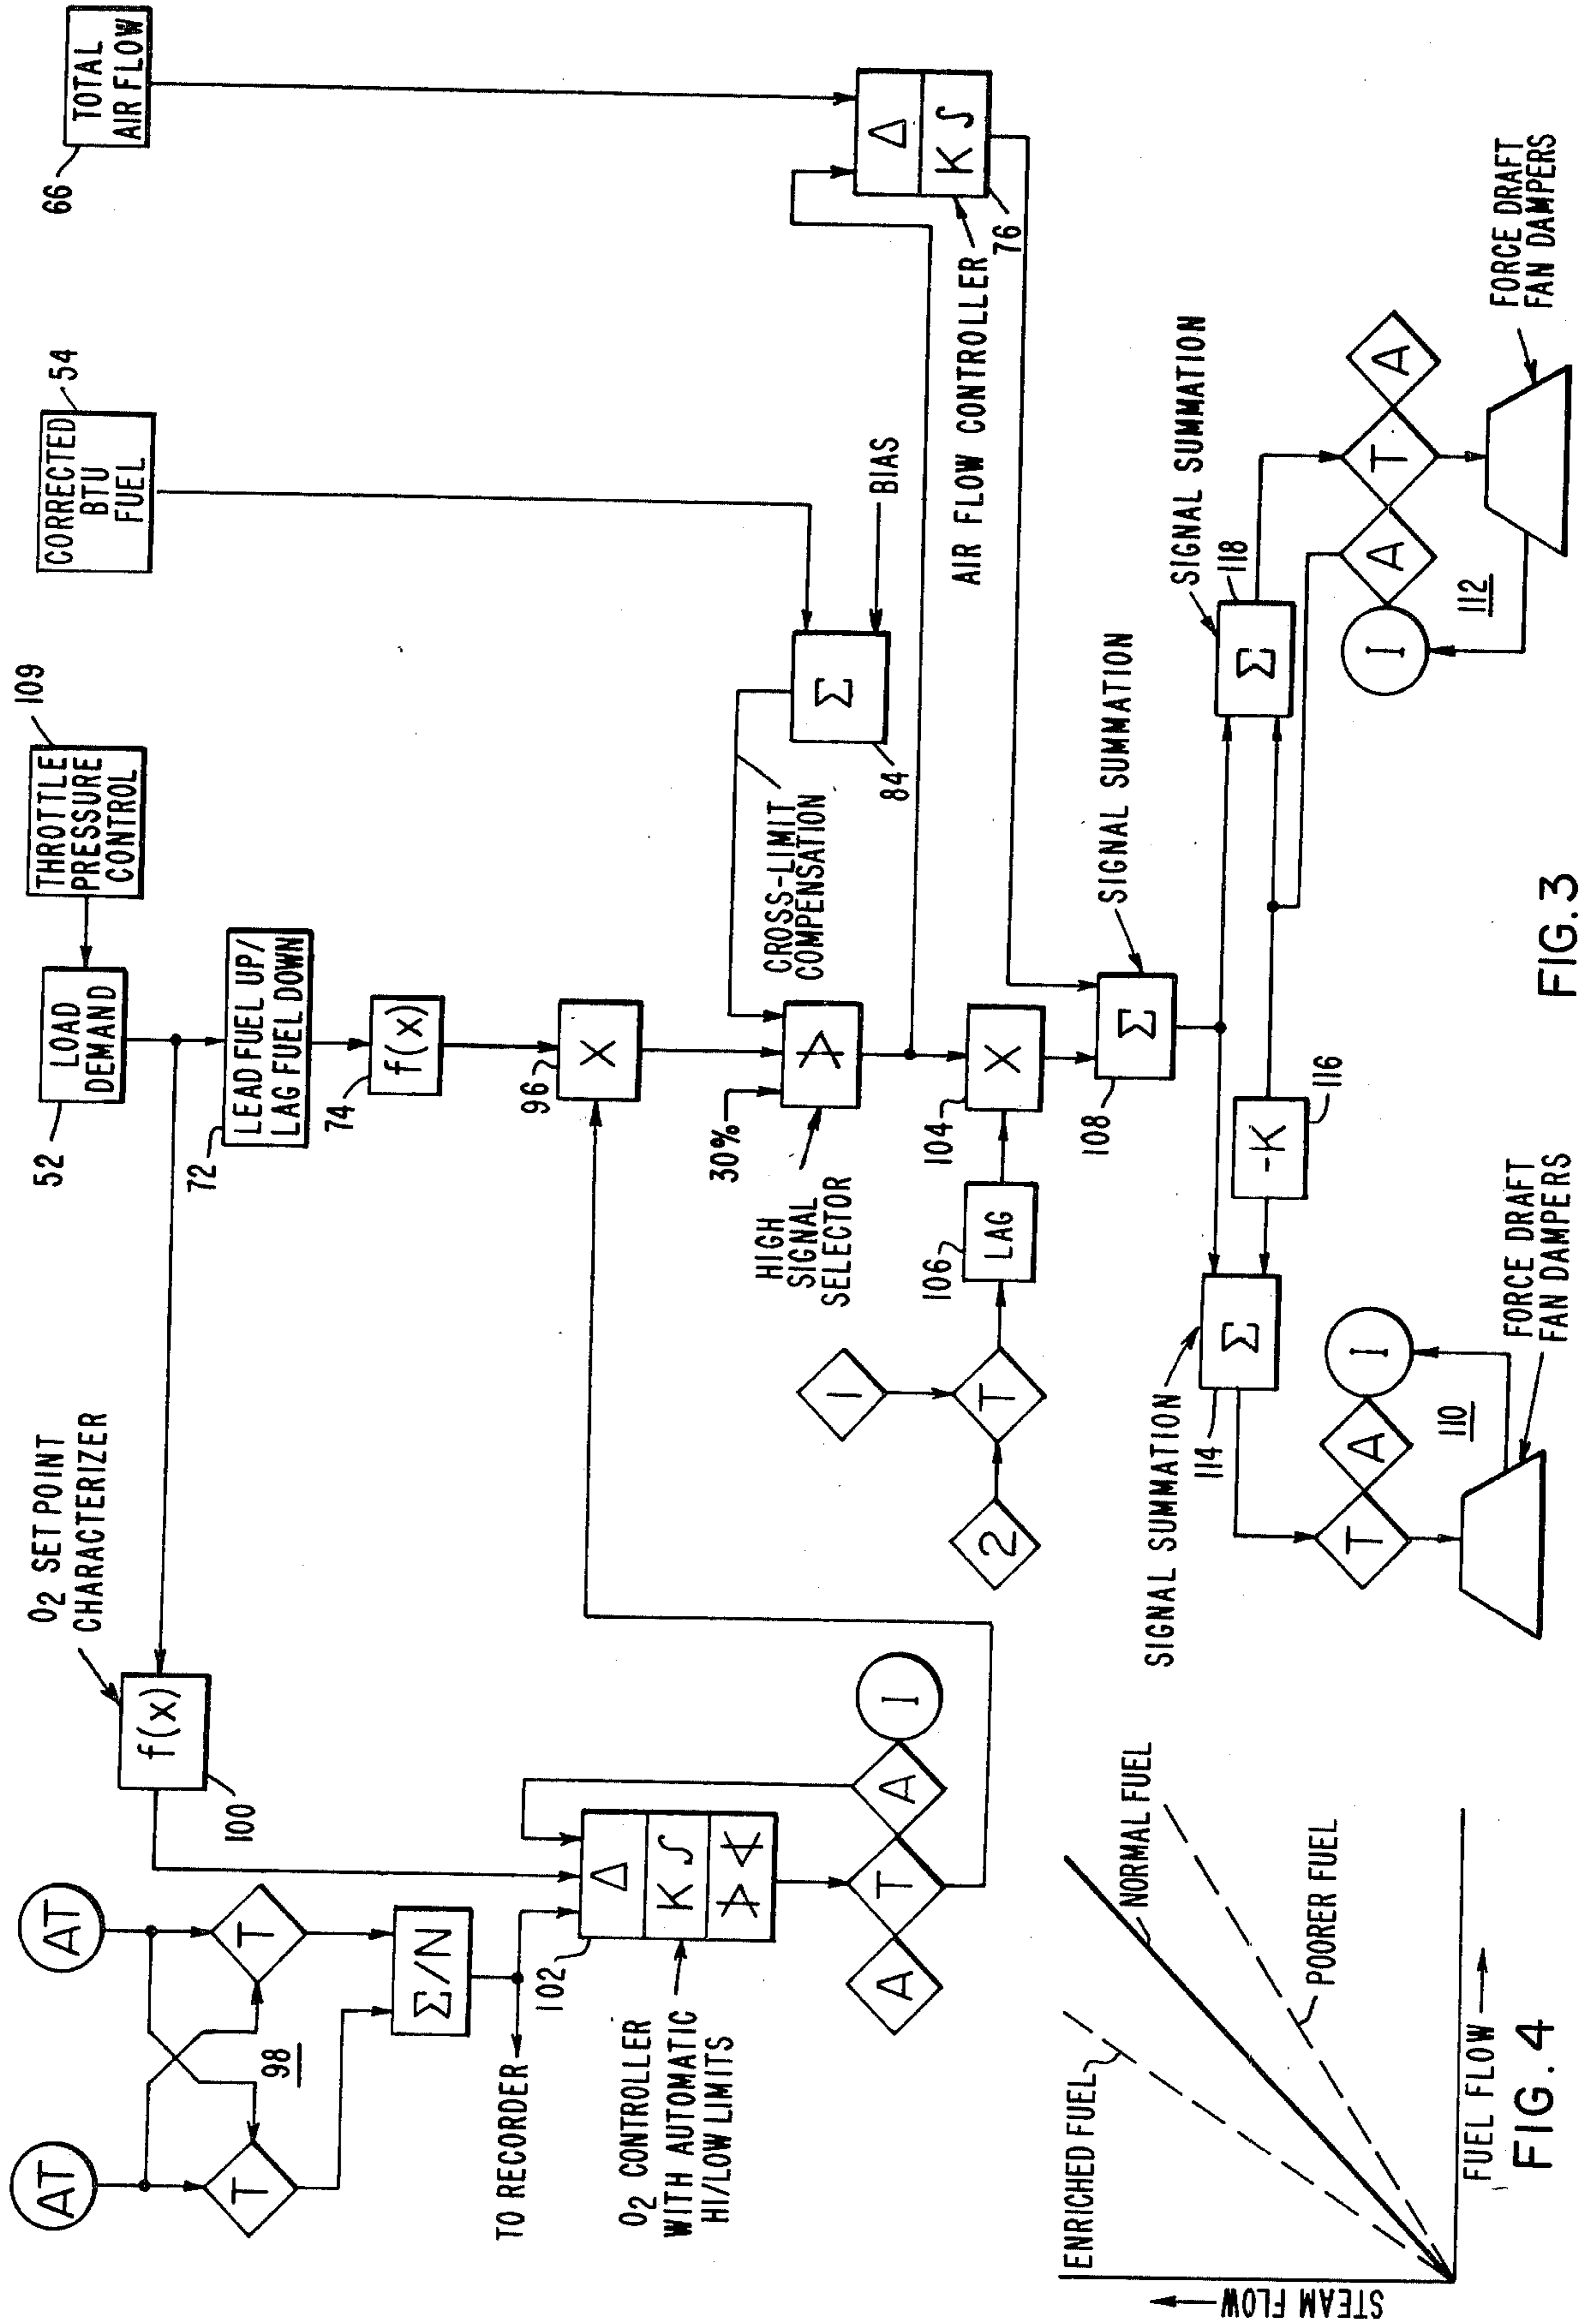 TOTAL
AIR FLOW
66
CORRECTED
BTU
FUEL
54
THROTTLE
PRESSURE
CONTROL
109
LOAD
DEMAND
52
LEAD FUEL UP/
LAG FUEL DOWN
72
f(x)
74
X
96
O2 SET POINT
CHARACTERIZER
f(x)
100
AT
AT
T
T
98
Σ/N
TO RECORDER
102
Δ
K ∫
O2 CONTROLLER
WITH AUTOMATIC
HI/LOW LIMITS
A
T
A
I
30%
HIGH
SIGNAL
SELECTOR
CROSS-LIMIT
COMPENSATION
Σ
84
BIAS
Δ
K ∫
76
AIR FLOW CONTROLLER
X
104
LAG
106
1
T
2
Σ
108
SIGNAL SUMMATION
Σ
118
SIGNAL SUMMATION
-K
116
Σ
114
SIGNAL SUMMATION
T
A
I
110
FORCE DRAFT
FAN DAMPERS
I
A
T
A
112
FORCE DRAFT
FAN DAMPERS
FIG. 3
STEAM FLOW
ENRICHED FUEL
NORMAL FUEL
POORER FUEL
FUEL FLOW
FIG. 4